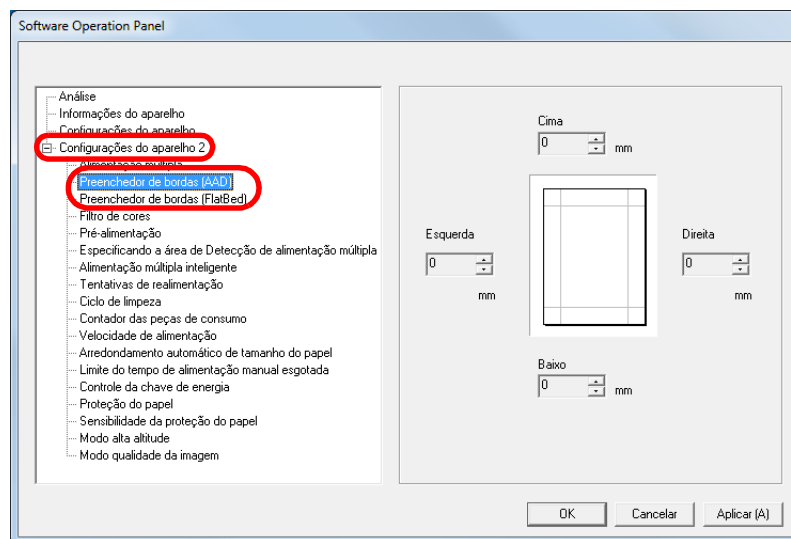 Software Operation Panel
Análise
Informações do aparelho
Configurações do aparelho
Configurações do aparelho 2
Alimentação múltipla
Preenchedor de bordas (AAD)
Preenchedor de bordas (FlatBed)
Filtro de cores
Pré-alimentação
Especificando a área de Detecção de alimentação múltipla
Alimentação múltipla inteligente
Tentativas de realimentação
Ciclo de limpeza
Contador das peças de consumo
Velocidade de alimentação
Arredondamento automático de tamanho do papel
Limite do tempo de alimentação manual esgotada
Controle da chave de energia
Proteção do papel
Sensibilidade da proteção do papel
Modo alta altitude
Modo qualidade da imagem
Cima
0 mm
Esquerda
0
mm
Direita
0
mm
Baixo
0 mm
OK Cancelar Aplicar (A)